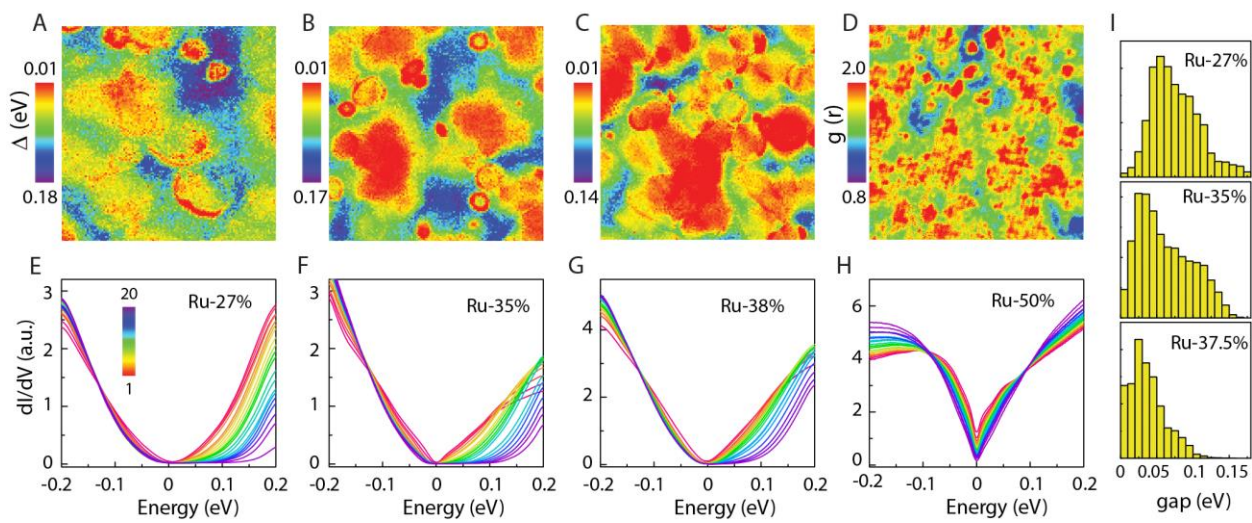 A
B
C
D
I
0.01
Δ (eV)
0.18
0.01
0.17
0.01
0.14
2.0
g (r)
0.8
Ru-27%
Ru-35%
Ru-37.5%
0 0.05 0.15
gap (eV)
E
F
G
H
3
2
1
0
dI/dV (a.u.)
20
1
Ru-27%
-0.2 -0.1 0 0.1 0.2
Energy (eV)
3
2
1
0
Ru-35%
-0.2 -0.1 0 0.1 0.2
Energy (eV)
4
2
0
Ru-38%
-0.2 -0.1 0 0.1 0.2
Energy (eV)
6
4
2
0
Ru-50%
-0.2 -0.1 0 0.1 0.2
Energy (eV)